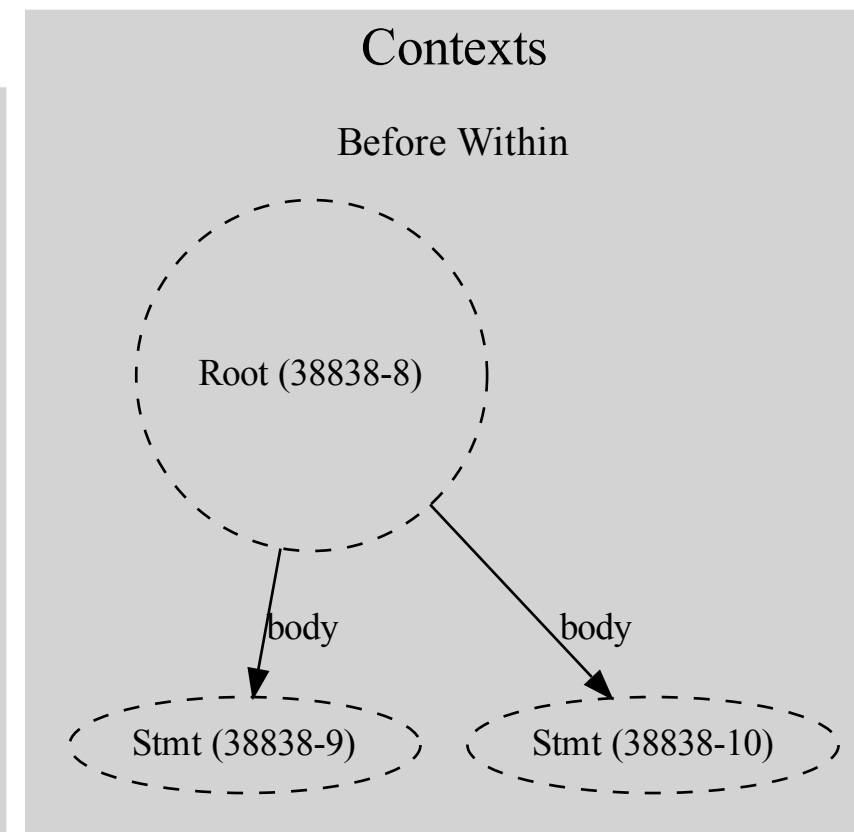 Contexts
Before Within
Root (38838-8)
body
body
Stmt (38838-9)
Stmt (38838-10)